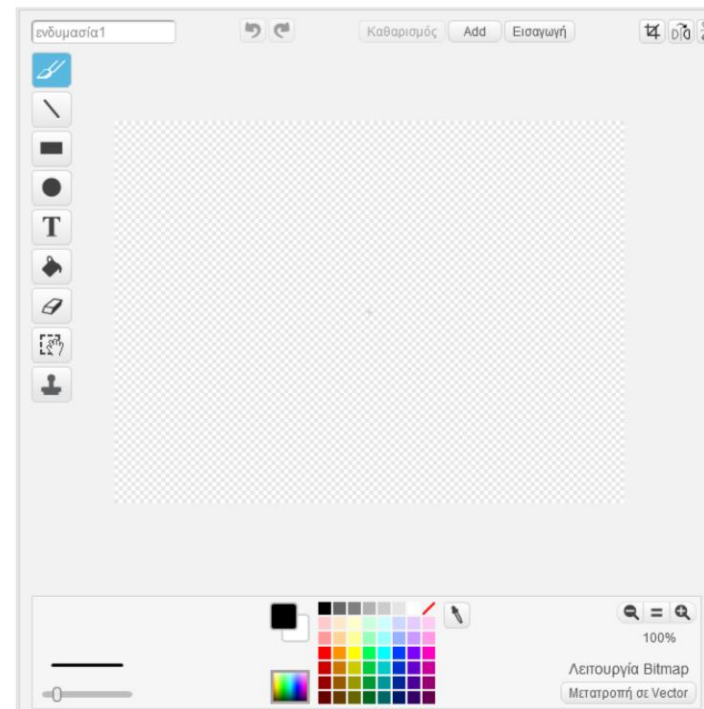 ενδυμασία1
Καθαρισμός Add Εισαγωγή
T
100%
Λειτουργία Bitmap
Μετατροπή σε Vector